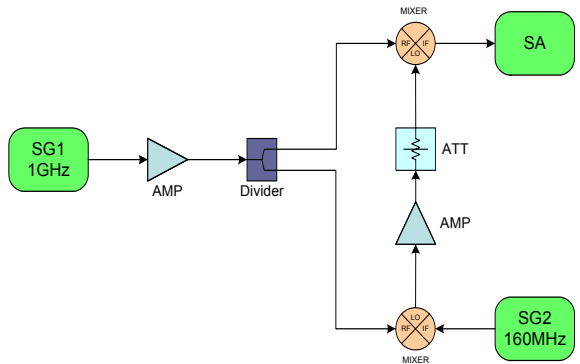 MIXER
RF IF
LO
SA
SG1
1GHz
AMP
Divider
ATT
AMP
LO
RF IF
MIXER
SG2
160MHz